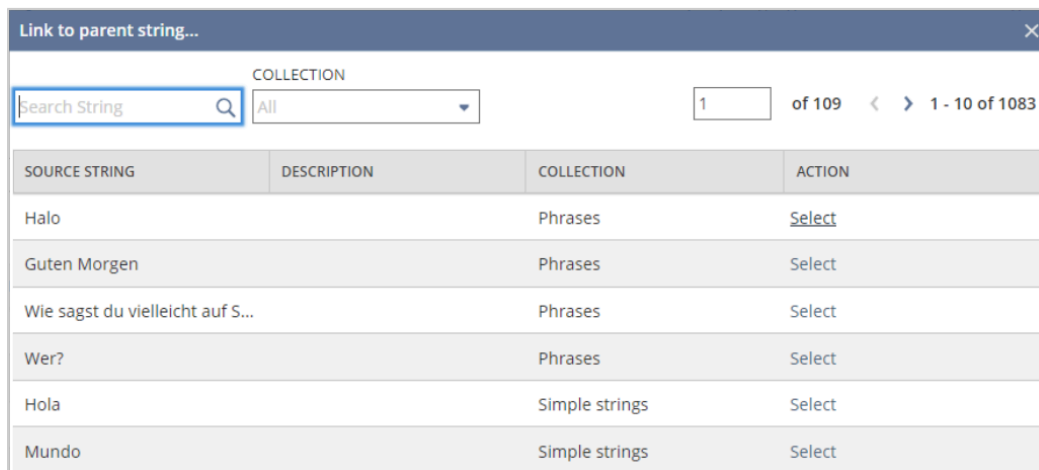 Link to parent string...
COLLECTION
Search String All 1 of 109 1 - 10 of 1083
SOURCE STRING DESCRIPTION COLLECTION ACTION
Halo Phrases Select
Guten Morgen Phrases Select
Wie sagst du vielleicht auf S... Phrases Select
Wer? Phrases Select
Hola Simple strings Select
Mundo Simple strings Select